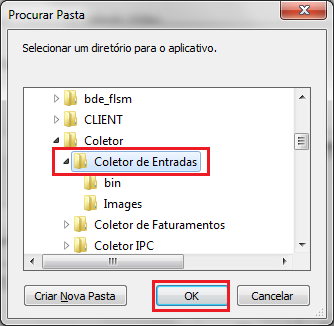 Procurar Pasta
Selecionar um diretório para o aplicativo.
bde_flsm
CLIENT
Coletor
Coletor de Entradas
bin
Images
Coletor de Faturamentos
Coletor IPC
Criar Nova Pasta
OK
Cancelar